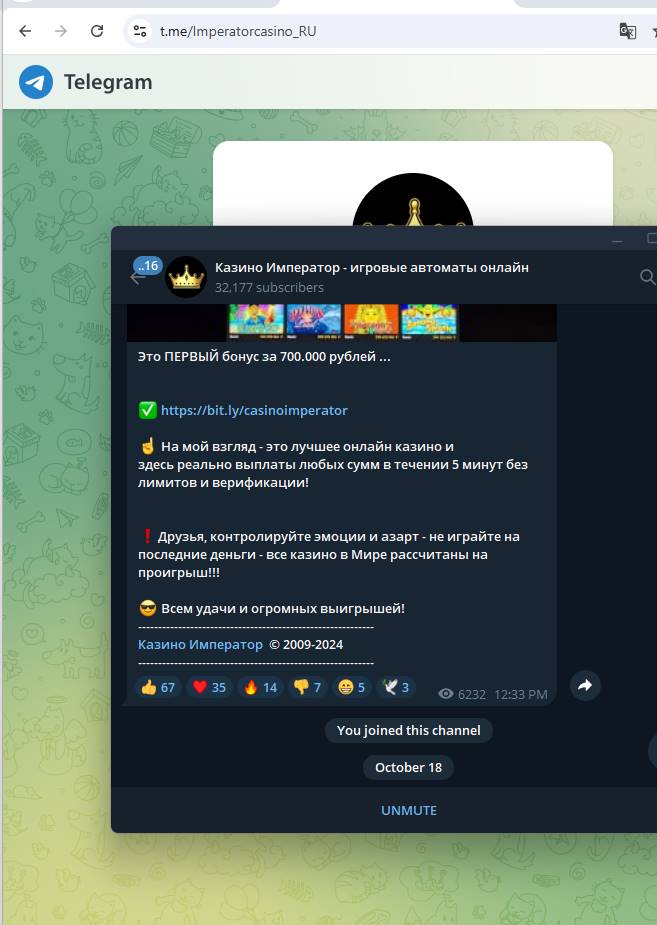 t.me/Imperatorcasino_RU
Telegram
..16
Казино Император - игровые автоматы онлайн
32,177 subscribers
Это ПЕРВЫЙ бонус за 700.000 рублей ...
✅ https://bit.ly/casinoimperator
☝ На мой взгляд - это лучшее онлайн казино и
здесь реально выплаты любых сумм в течении 5 минут без
лимитов и верификации!
❗ Друзья, контролируйте эмоции и азарт - не играйте на
последние деньги - все казино в Мире рассчитаны на
проигрыш!!!
😎 Всем удачи и огромных выигрышей!
-----------------------------------------------------------
Казино Император © 2009-2024
-----------------------------------------------------------
👍 67 ❤ 35 🔥 14 👎 7 😁 5 🕊 3 6232 12:33 PM
You joined this channel
October 18
UNMUTE